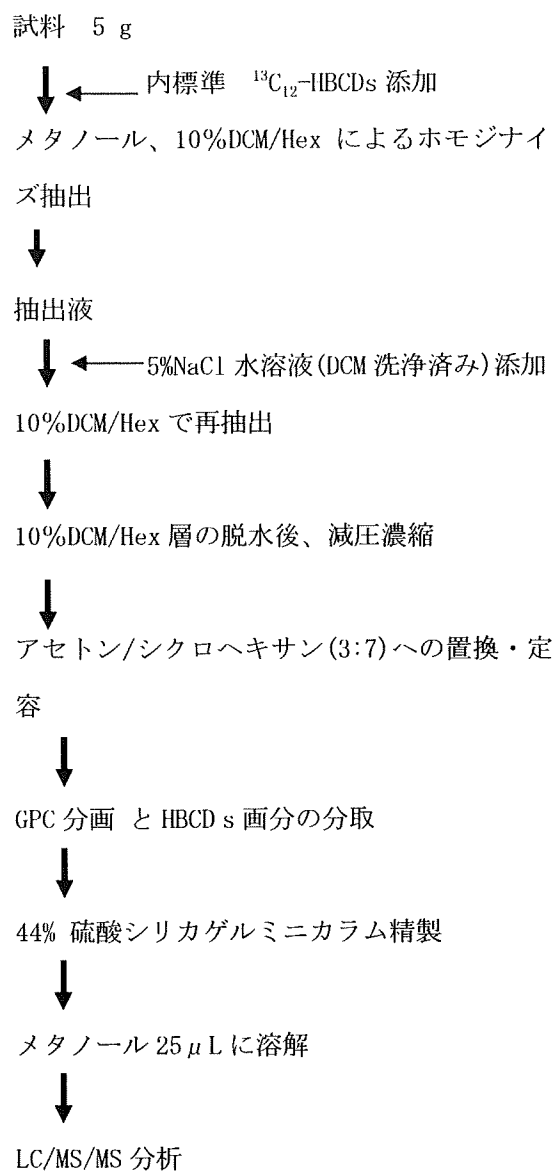 試料 5 g
内標準 ¹³C₁₂-HBCDs 添加
メタノール、10%DCM/Hex によるホモジナイ
ズ抽出
抽出液
5%NaCl 水溶液(DCM 洗浄済み)添加
10%DCM/Hex で再抽出
10%DCM/Hex 層の脱水後、減圧濃縮
アセトン/シクロヘキサン(3:7)への置換・定
容
GPC 分画 と HBCD s 画分の分取
44% 硫酸シリカゲルミニカラム精製
メタノール 25μL に溶解
LC/MS/MS 分析